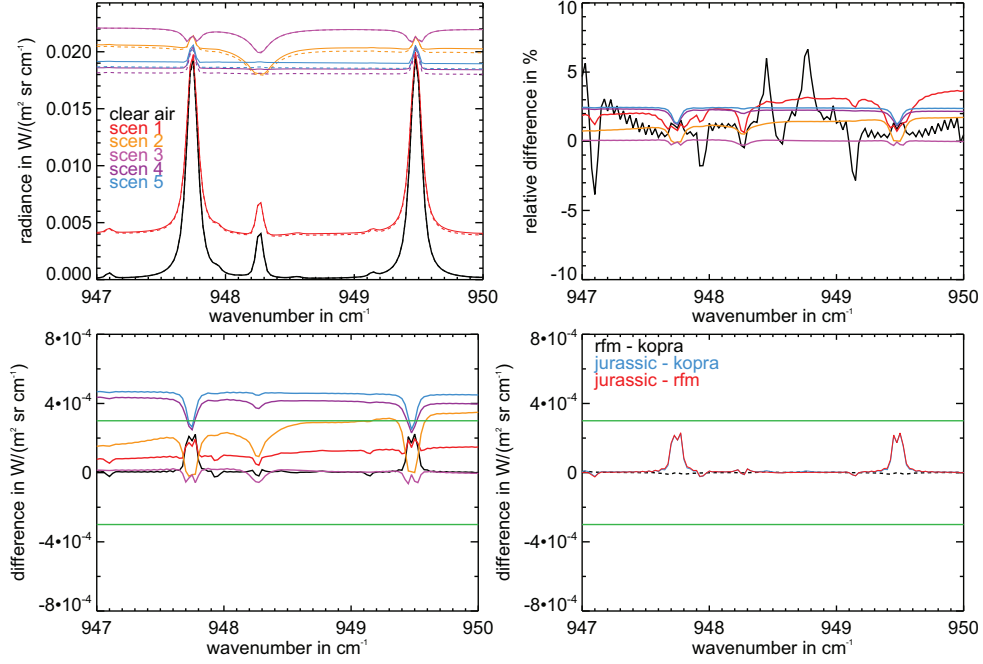 radiance in W/(m² sr cm⁻¹)
0.020
0.015
0.010
0.005
0.000
clear air
scen 1
scen 2
scen 3
scen 4
scen 5
947 948 949 950
wavenumber in cm⁻¹
relative difference in %
10
5
0
-5
-10
947 948 949 950
wavenumber in cm⁻¹
difference in W/(m² sr cm⁻¹)
8•10⁻⁴
4•10⁻⁴
0
-4•10⁻⁴
-8•10⁻⁴
947 948 949 950
wavenumber in cm⁻¹
difference in W/(m² sr cm⁻¹)
8•10⁻⁴
4•10⁻⁴
0
-4•10⁻⁴
-8•10⁻⁴
rfm - kopra
jurassic - kopra
jurassic - rfm
947 948 949 950
wavenumber in cm⁻¹